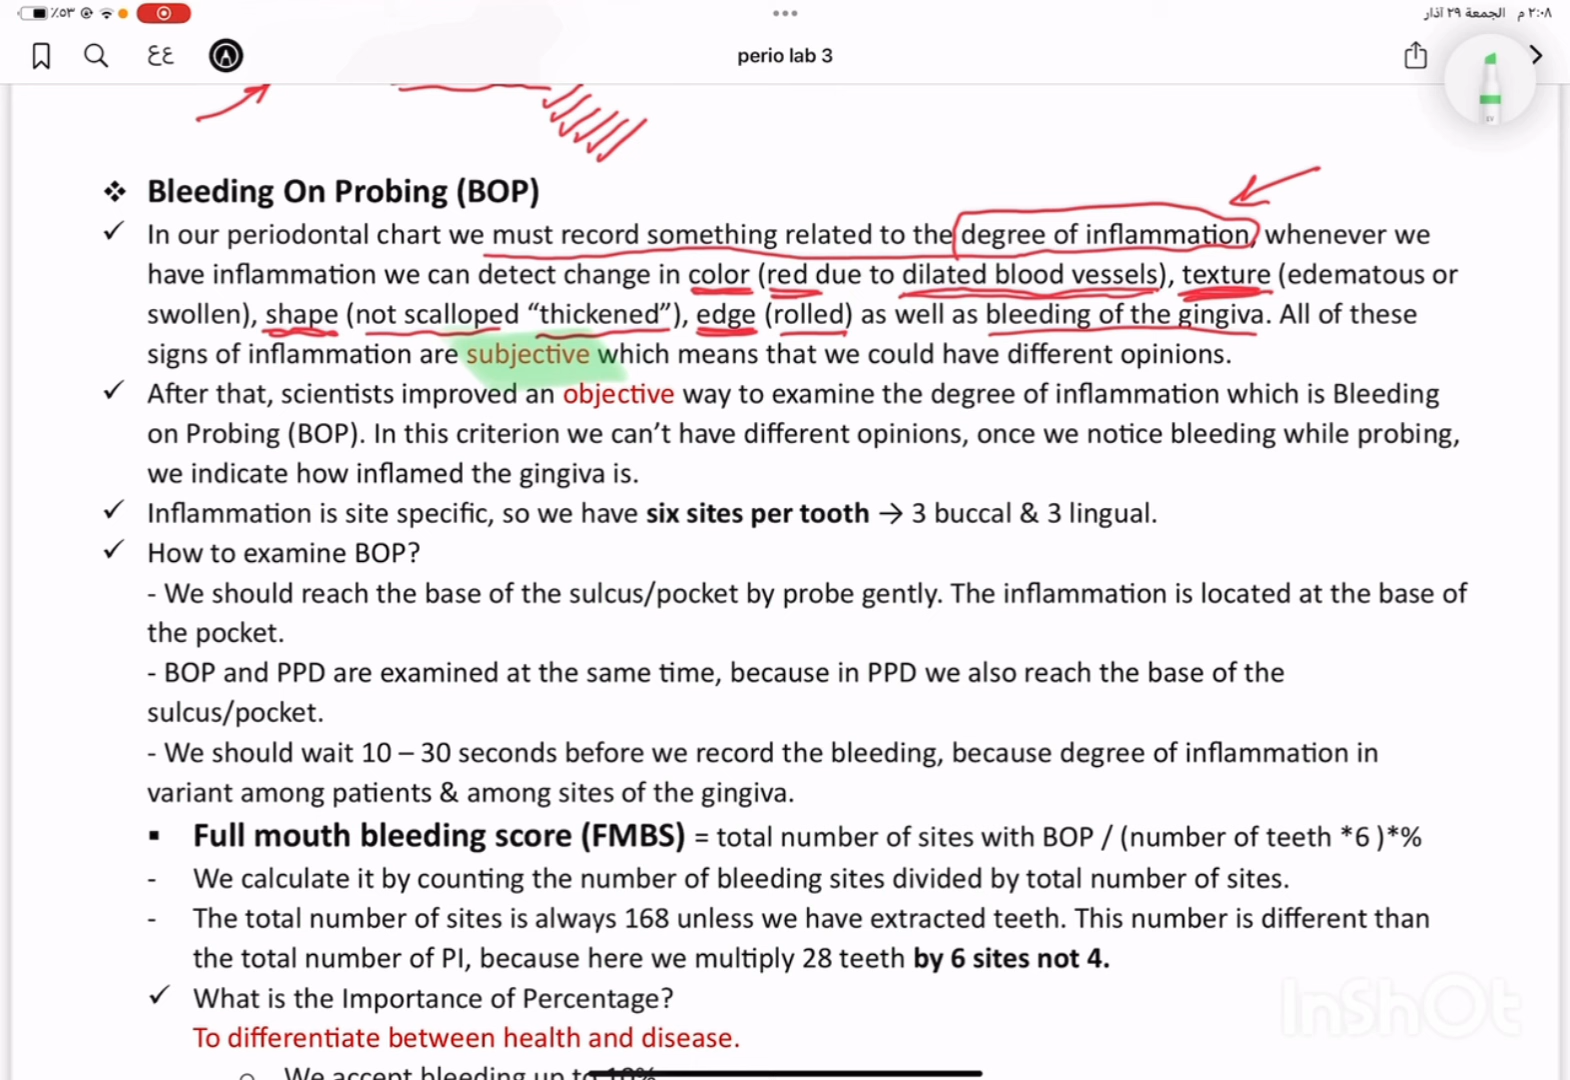 ٪٥٣
٢:٠٨ م الجمعة ٢٩ آذار
ع ع
perio lab 3
❖ Bleeding On Probing (BOP)
✓ In our periodontal chart we must record something related to the degree of inflammation, whenever we
have inflammation we can detect change in color (red due to dilated blood vessels), texture (edematous or
swollen), shape (not scalloped “thickened”), edge (rolled) as well as bleeding of the gingiva. All of these
signs of inflammation are subjective which means that we could have different opinions.
✓ After that, scientists improved an objective way to examine the degree of inflammation which is Bleeding
on Probing (BOP). In this criterion we can’t have different opinions, once we notice bleeding while probing,
we indicate how inflamed the gingiva is.
✓ Inflammation is site specific, so we have six sites per tooth → 3 buccal & 3 lingual.
✓ How to examine BOP?
- We should reach the base of the sulcus/pocket by probe gently. The inflammation is located at the base of
the pocket.
- BOP and PPD are examined at the same time, because in PPD we also reach the base of the
sulcus/pocket.
- We should wait 10 – 30 seconds before we record the bleeding, because degree of inflammation in
variant among patients & among sites of the gingiva.
▪ Full mouth bleeding score (FMBS) = total number of sites with BOP / (number of teeth *6 )*%
- We calculate it by counting the number of bleeding sites divided by total number of sites.
- The total number of sites is always 168 unless we have extracted teeth. This number is different than
the total number of PI, because here we multiply 28 teeth by 6 sites not 4.
✓ What is the Importance of Percentage?
To differentiate between health and disease.
o We accept bleeding up to 10%
InShOt